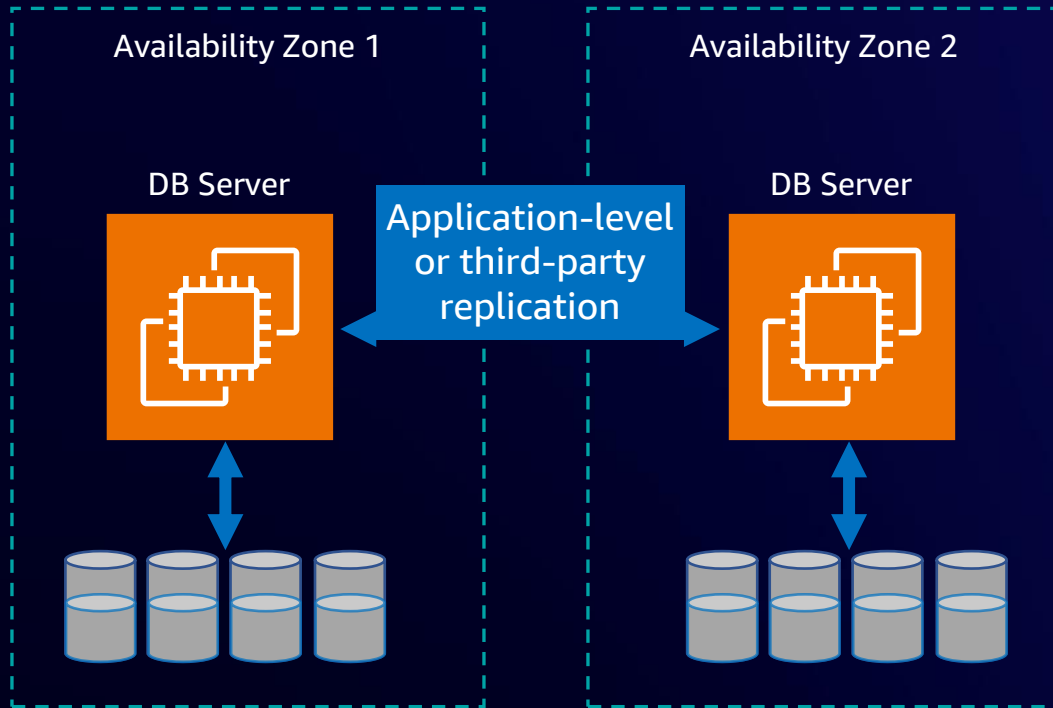 Availability Zone 1
Availability Zone 2
DB Server
DB Server
Application-level
or third-party
replication